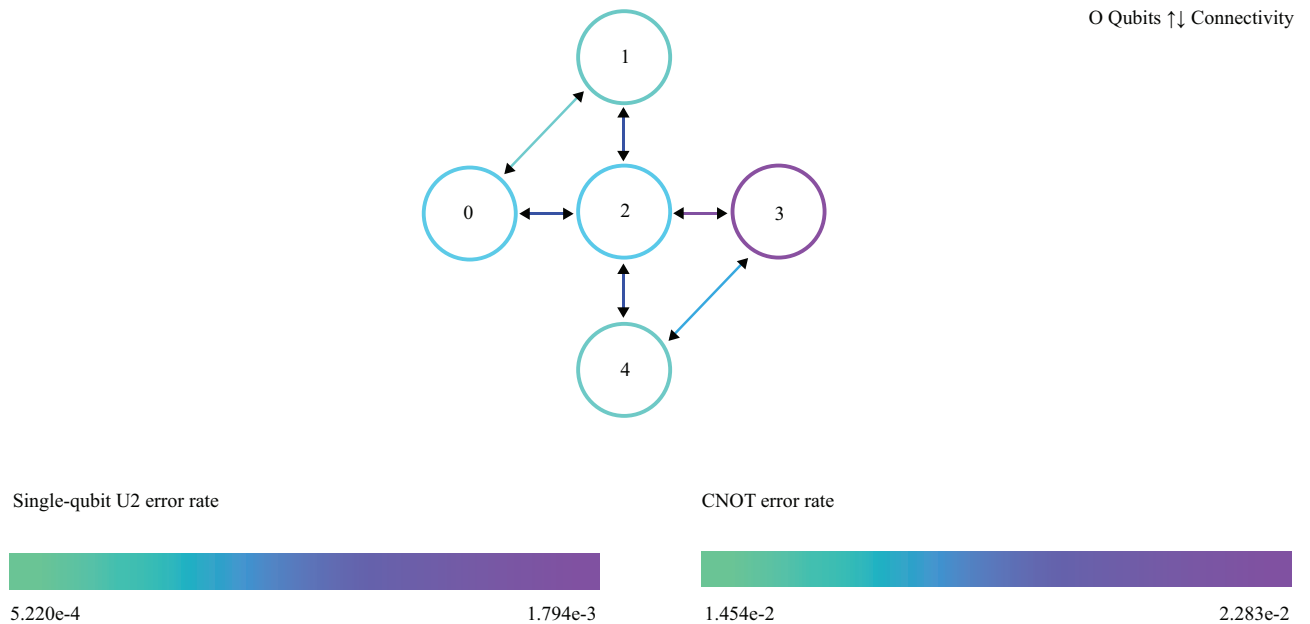 O Qubits ↑↓ Connectivity
1
0
2
3
4
Single-qubit U2 error rate
CNOT error rate
5.220e-4
1.794e-3
1.454e-2
2.283e-2